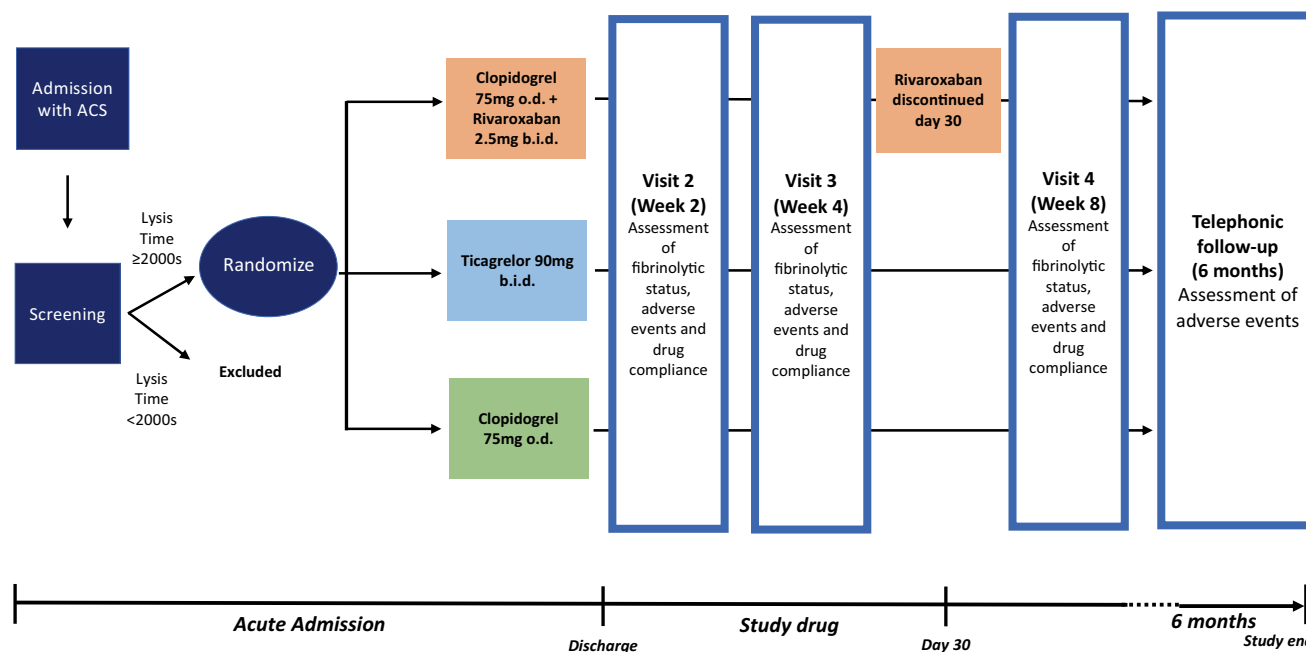 Admission
with ACS
Screening
Lysis
Time
≥2000s
Lysis
Time
<2000s
Randomize
Excluded
Clopidogrel
75mg o.d. +
Rivaroxaban
2.5mg b.i.d.
Ticagrelor 90mg
b.i.d.
Clopidogrel
75mg o.d.
Visit 2
(Week 2)
Assessment
of
fibrinolytic
status,
adverse
events and
drug
compliance
Visit 3
(Week 4)
Assessment
of
fibrinolytic
status,
adverse
events and
drug
compliance
Rivaroxaban
discontinued
day 30
Visit 4
(Week 8)
Assessment
of
fibrinolytic
status,
adverse
events and
drug
compliance
Telephonic
follow-up
(6 months)
Assessment of
adverse events
Acute Admission
Discharge
Study drug
Day 30
6 months
Study end